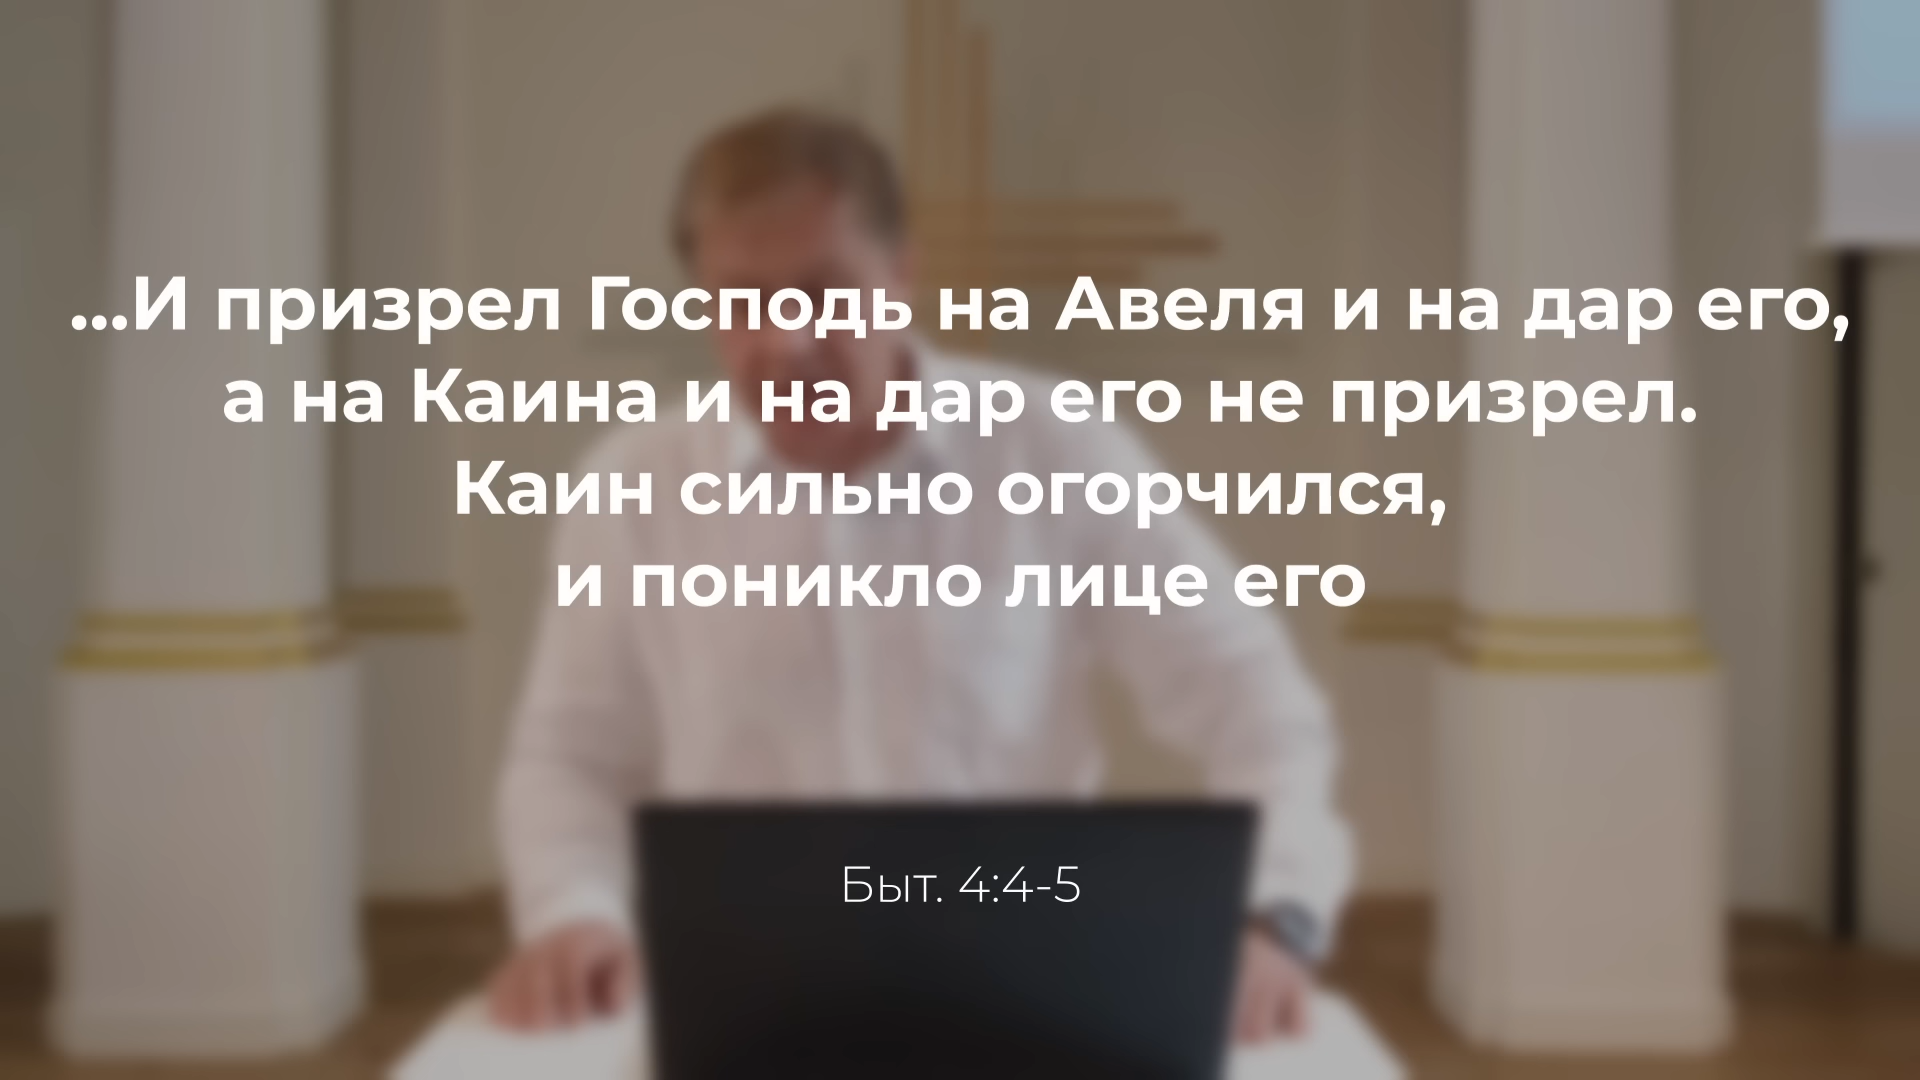 ...И призрел Господь на Авеля и на дар его,
а на Каина и на дар его не призрел.
Каин сильно огорчился,
и поникло лице его
Быт. 4:4-5